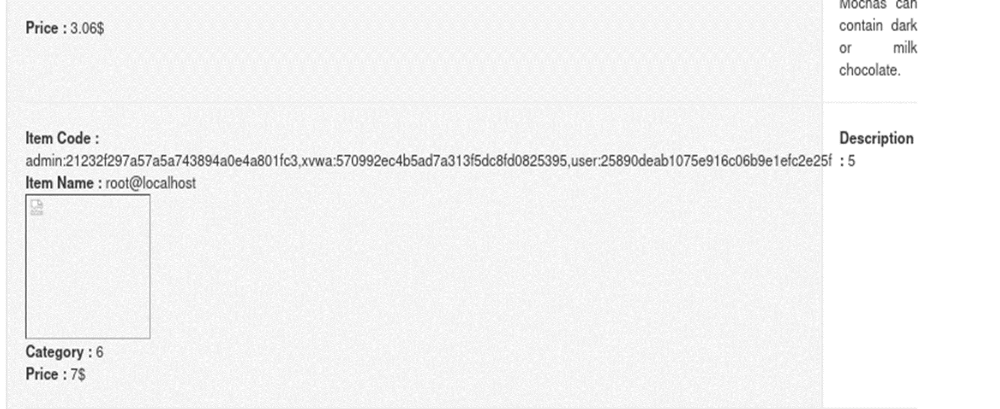 Mochas can
contain dark
or milk
chocolate.
Price : 3.06$
Item Code :
admin:21232f297a57a5a743894a0e4a801fc3,xvwa:570992ec4b5ad7a313f5dc8fd0825395,user:25890deab1075e916c06b9e1efc2e25f
Item Name : root@localhost
Category : 6
Price : 7$
Description
: 5